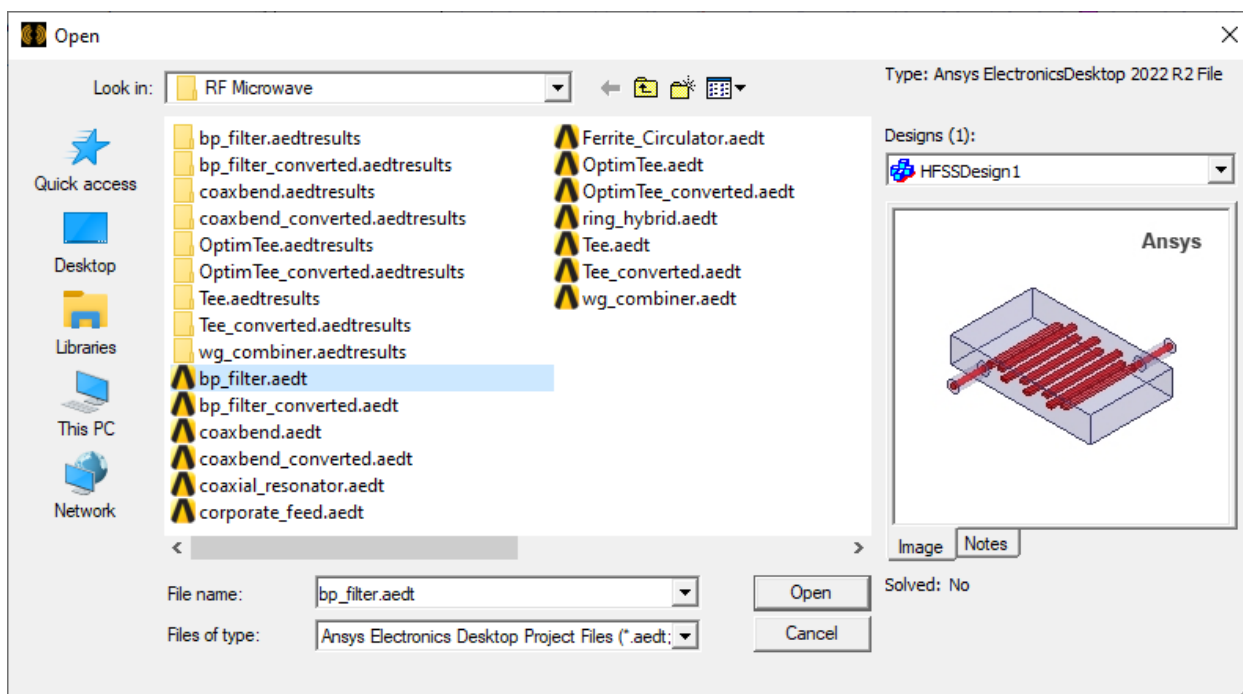 Open
Look in:
RF Microwave
Type: Ansys ElectronicsDesktop 2022 R2 File
Quick access
Desktop
Libraries
This PC
Network
bp_filter.aedtresults
bp_filter_converted.aedtresults
coaxbend.aedtresults
coaxbend_converted.aedtresults
OptimTee.aedtresults
OptimTee_converted.aedtresults
Tee.aedtresults
Tee_converted.aedtresults
wg_combiner.aedtresults
bp_filter.aedt
bp_filter_converted.aedt
coaxbend.aedt
coaxbend_converted.aedt
coaxial_resonator.aedt
corporate_feed.aedt
Ferrite_Circulator.aedt
OptimTee.aedt
OptimTee_converted.aedt
ring_hybrid.aedt
Tee.aedt
Tee_converted.aedt
wg_combiner.aedt
Designs (1):
HFSSDesign1
Ansys
Image
Notes
Solved: No
File name:
bp_filter.aedt
Open
Files of type:
Ansys Electronics Desktop Project Files (*.aedt;
Cancel